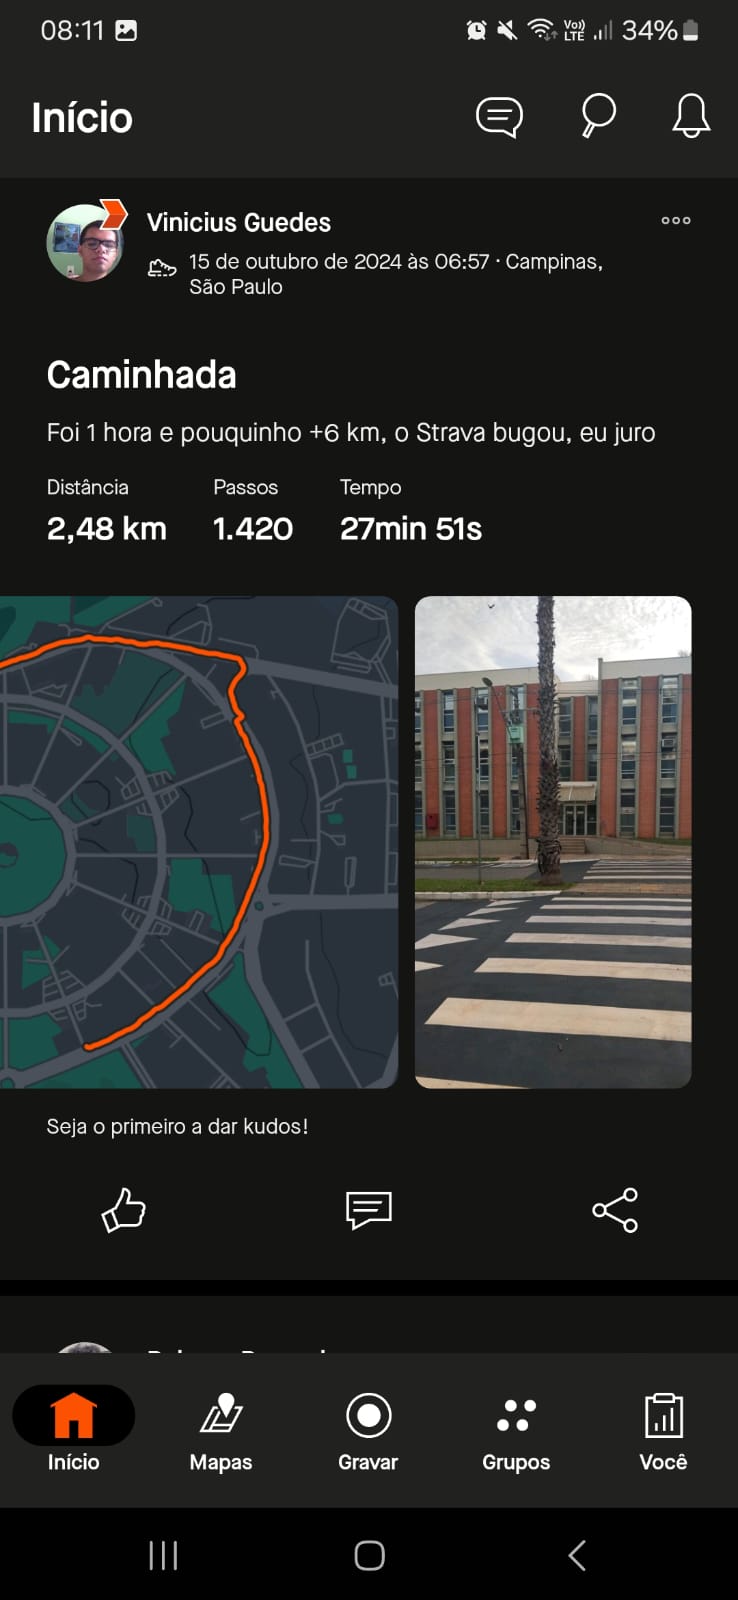 08:11
Vo)) LTE 34%
Início
Vinicius Guedes
15 de outubro de 2024 às 06:57 · Campinas,
São Paulo
Caminhada
Foi 1 hora e pouquinho +6 km, o Strava bugou, eu juro
Distância Passos Tempo
2,48 km 1.420 27min 51s
Seja o primeiro a dar kudos!
Início Mapas Gravar Grupos Você